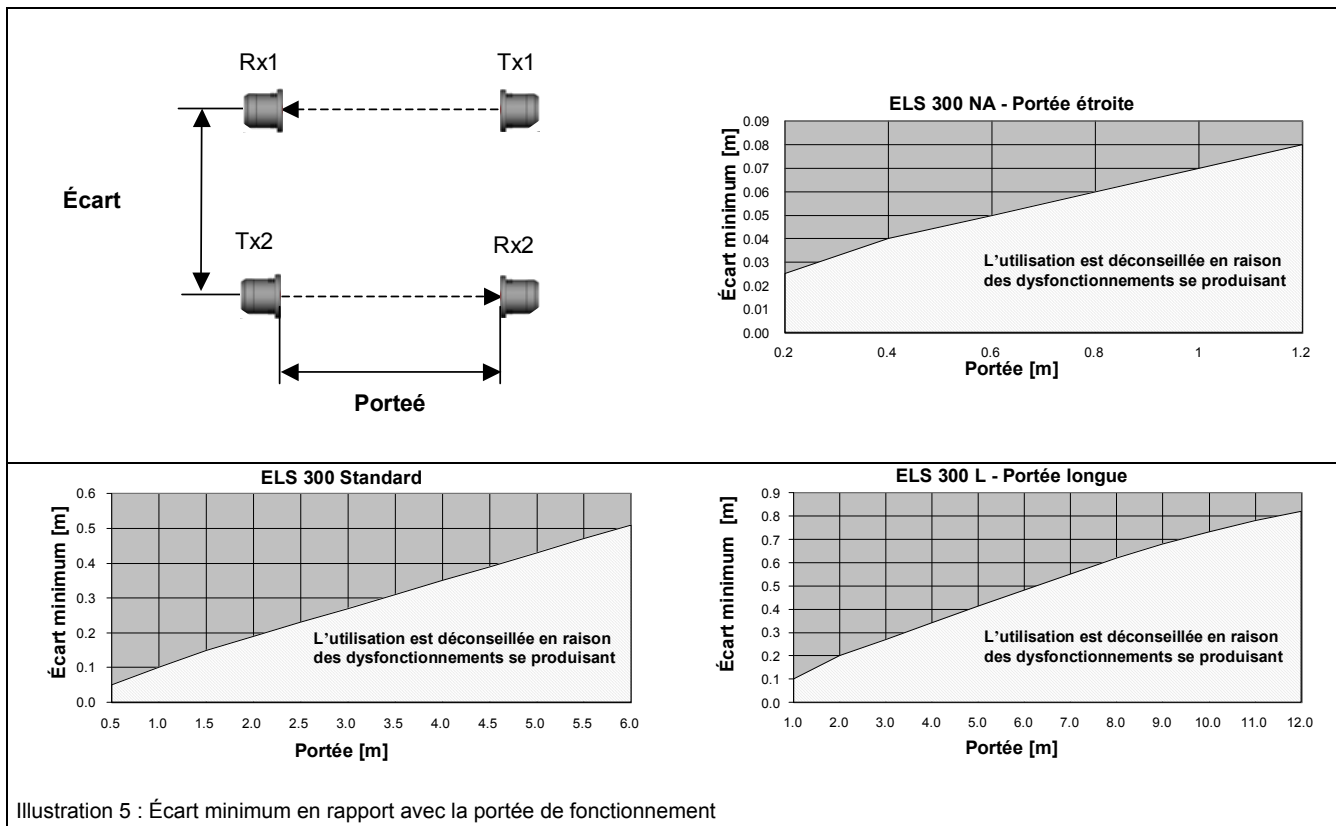 Rx1
Tx1
Écart
Tx2
Rx2
Porteé
ELS 300 NA - Portée étroite
Écart minimum [m]
0.09
0.08
0.07
0.06
0.05
0.04
0.03
0.02
0.01
0.00
L'utilisation est déconseillée en raison
des dysfonctionnements se produisant
0.2 0.4 0.6 0.8 1 1.2
Portée [m]
ELS 300 Standard
Écart minimum [m]
0.6
0.5
0.4
0.3
0.2
0.1
0.0
L'utilisation est déconseillée en raison
des dysfonctionnements se produisant
0.5 1.0 1.5 2.0 2.5 3.0 3.5 4.0 4.5 5.0 5.5 6.0
Portée [m]
ELS 300 L - Portée longue
Écart minimum [m]
0.9
0.8
0.7
0.6
0.5
0.4
0.3
0.2
0.1
0.0
L'utilisation est déconseillée en raison
des dysfonctionnements se produisant
1.0 2.0 3.0 4.0 5.0 6.0 7.0 8.0 9.0 10.0 11.0 12.0
Portée [m]
Illustration 5 : Écart minimum en rapport avec la portée de fonctionnement